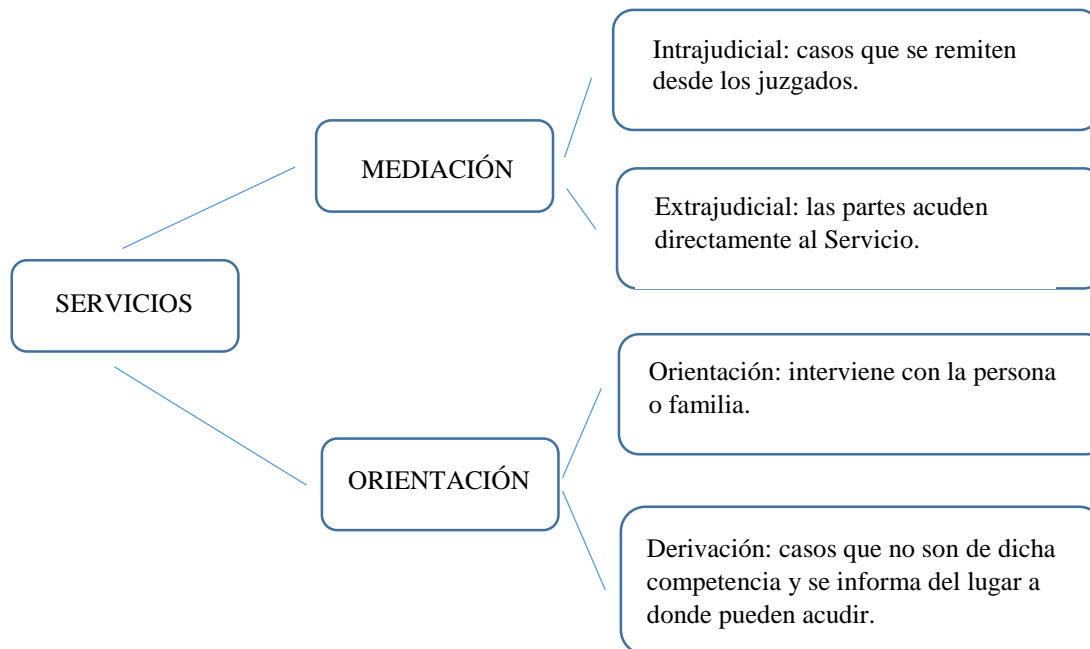 Intrajudicial: casos que se remiten
desde los juzgados.
MEDIACIÓN
Extrajudicial: las partes acuden
directamente al Servicio.
SERVICIOS
Orientación: interviene con la persona
o familia.
ORIENTACIÓN
Derivación: casos que no son de dicha
competencia y se informa del lugar a
donde pueden acudir.